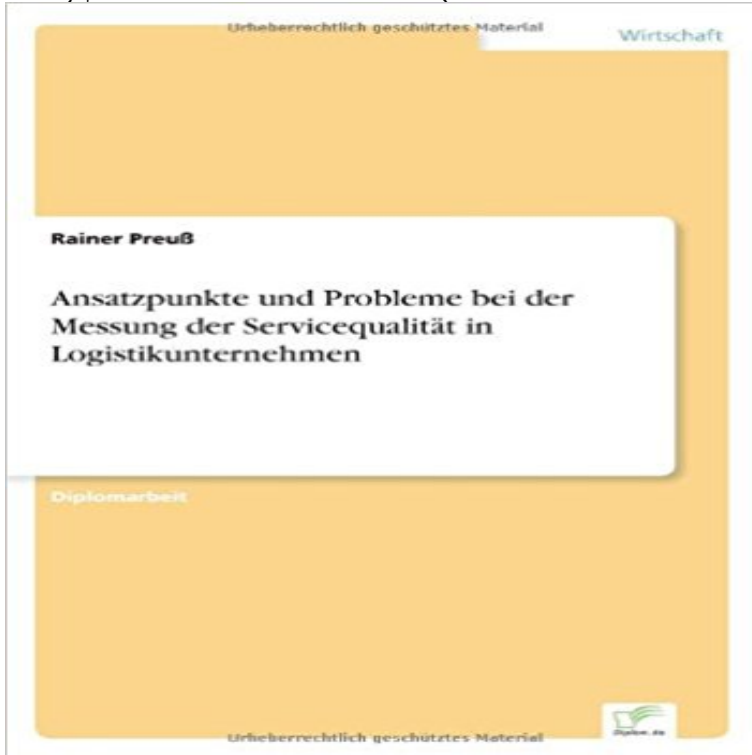 Urheberrechtlich geschütztes Material
Wirtschaft
Rainer Preuß
Ansatzpunkte und Probleme bei der
Messung der Servicequalität in
Logistikunternehmen
Diplomarbeit
Diplom.de
Urheberrechtlich geschütztes Material